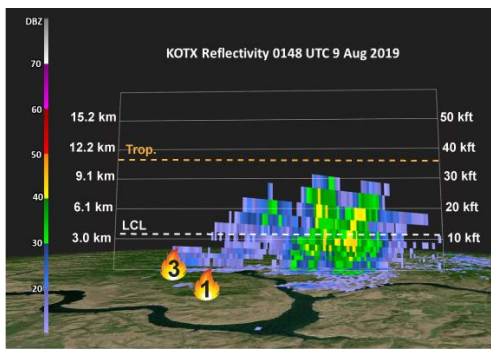 DBZ
KOTX Reflectivity 0148 UTC 9 Aug 2019
70
60
50
40
30
20
15.2 km
12.2 km
9.1 km
6.1 km
3.0 km
Trop.
LCL
50 kft
40 kft
30 kft
20 kft
10 kft
3
1